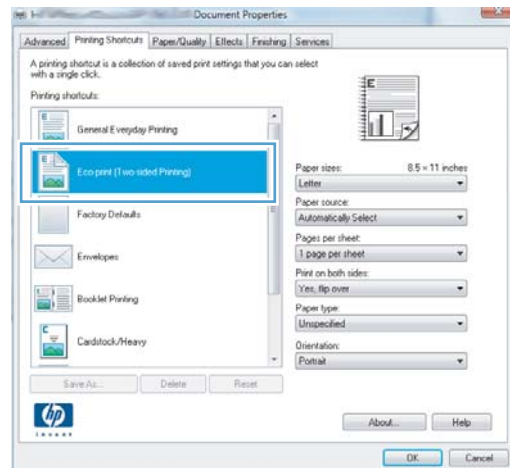 Document Properties
Advanced Printing Shortcuts Paper/Quality Effects Finishing Services
A printing shortcut is a collection of saved print settings that you can select
with a single click.
Printing shortcuts:
General Everyday Printing
Eco print (Two-sided Printing)
Factory Defaults
Envelopes
Booklet Printing
Cardstock/Heavy
Paper sizes: 8.5 × 11 inches
Letter
Paper source:
Automatically Select
Pages per sheet:
1 page per sheet
Print on both sides:
Yes, flip over
Paper type:
Unspecified
Orientation:
Portrait
Save As... Delete Reset
hp
invent
About... Help
OK Cancel